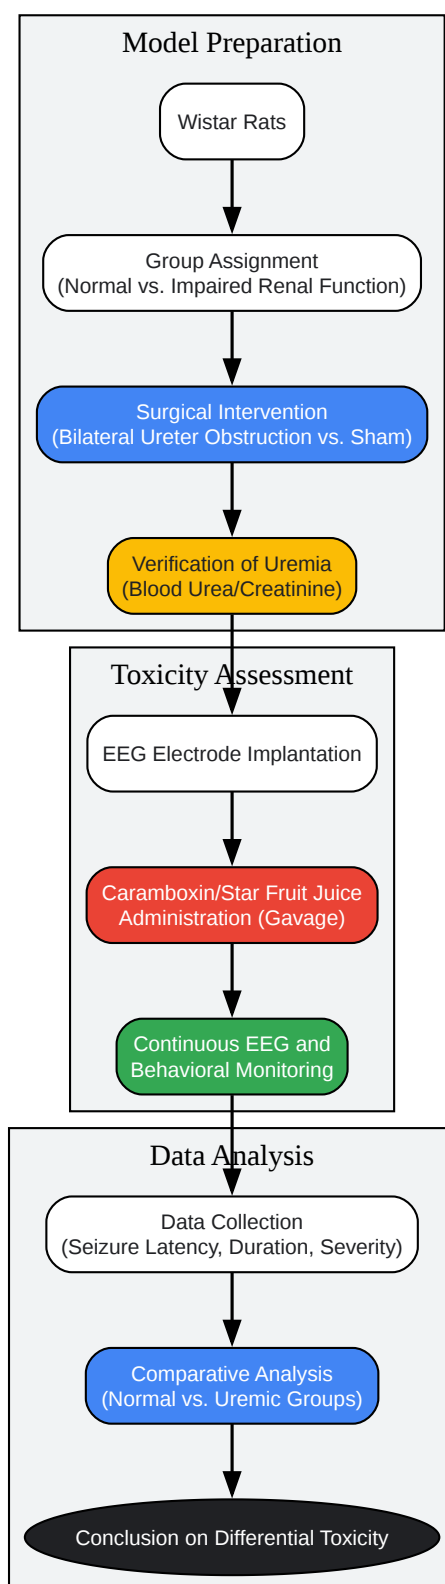 Model Preparation
Wistar Rats
Group Assignment
(Normal vs. Impaired Renal Function)
Surgical Intervention
(Bilateral Ureter Obstruction vs. Sham)
Verification of Uremia
(Blood Urea/Creatinine)
Toxicity Assessment
EEG Electrode Implantation
Caramboxin/Star Fruit Juice
Administration (Gavage)
Continuous EEG and
Behavioral Monitoring
Data Analysis
Data Collection
(Seizure Latency, Duration, Severity)
Comparative Analysis
(Normal vs. Uremic Groups)
Conclusion on Differential Toxicity